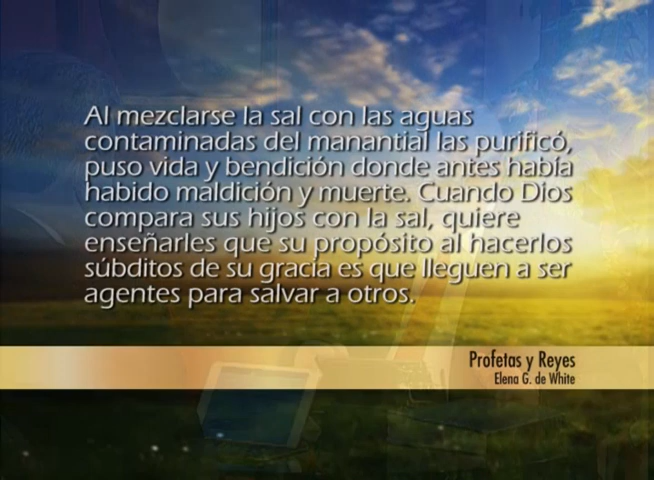 Al mezclarse la sal con las aguas
contaminadas del manantial las purificó,
puso vida y bendición donde antes había
habido maldición y muerte. Cuando Dios
compara sus hijos con la sal, quiere
enseñarles que su propósito al hacerlos
súbditos de su gracia es que lleguen a ser
agentes para salvar a otros.
Profetas y Reyes
Elena G. de White